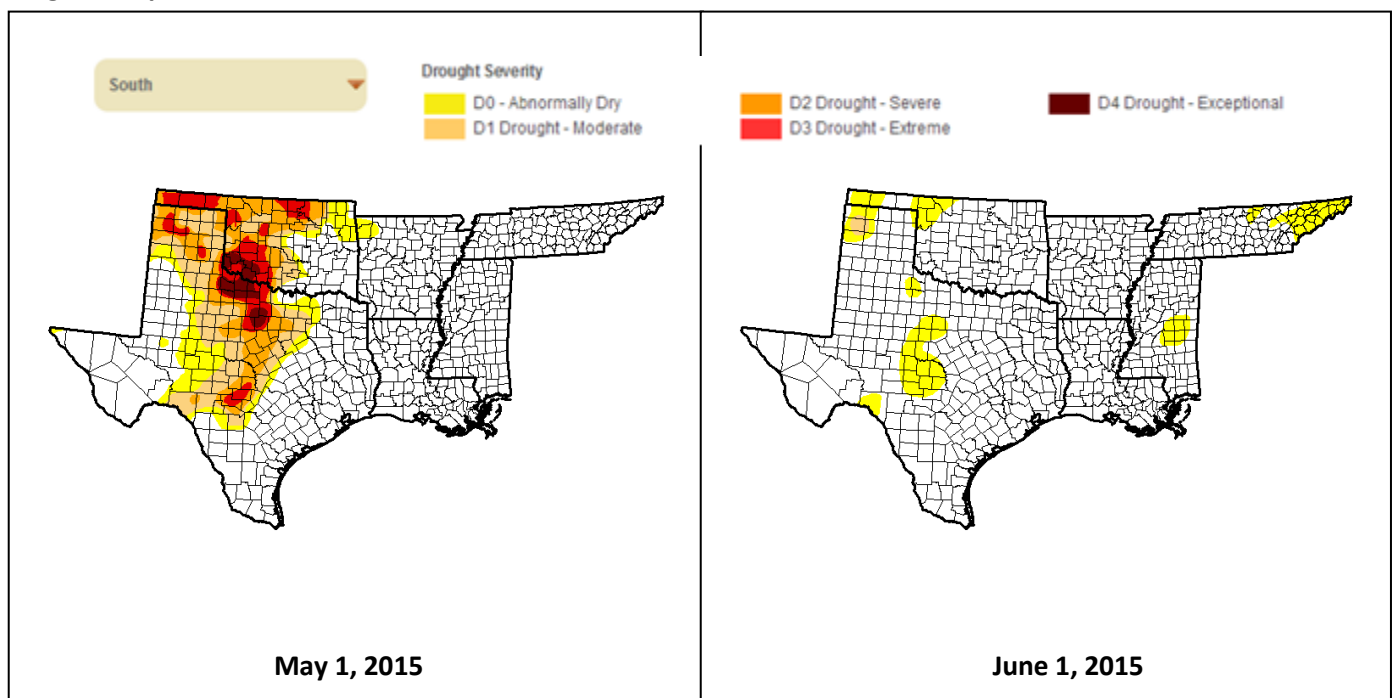 South
Drought Severity
D0 - Abnormally Dry
D1 Drought - Moderate
D2 Drought - Severe
D3 Drought - Extreme
D4 Drought - Exceptional
May 1, 2015
June 1, 2015